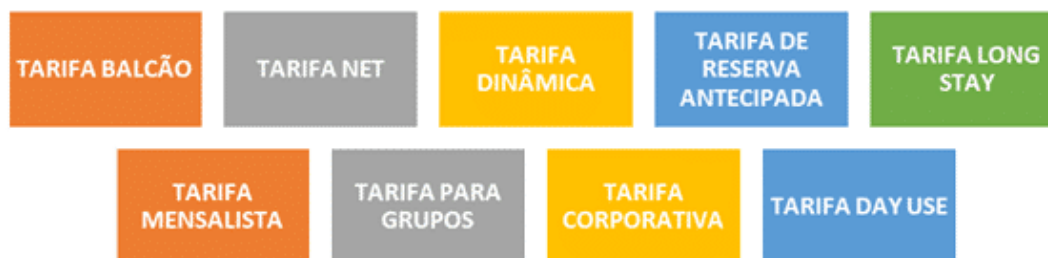 TARIFA BALCÃO
TARIFA NET
TARIFA
DINÂMICA
TARIFA DE
RESERVA
ANTECIPADA
TARIFA LONG
STAY
TARIFA
MENSALISTA
TARIFA PARA
GRUPOS
TARIFA
CORPORATIVA
TARIFA DAY USE